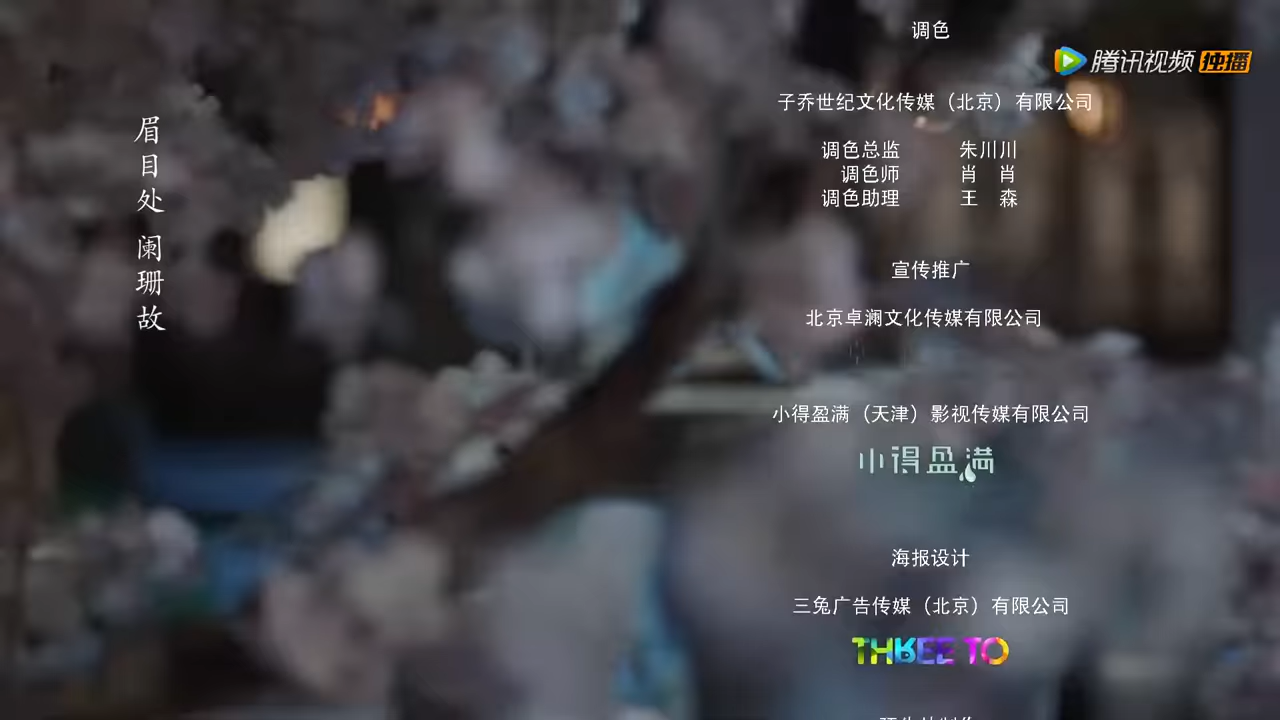 调色
腾讯视频 独播
子乔世纪文化传媒（北京）有限公司
调色总监 朱川川
调色师 肖 肖
调色助理 王 森
眉目处 阑珊故
宣传推广
北京卓澜文化传媒有限公司
小得盈满（天津）影视传媒有限公司
小得盈满
海报设计
三兔广告传媒（北京）有限公司
THREE TO